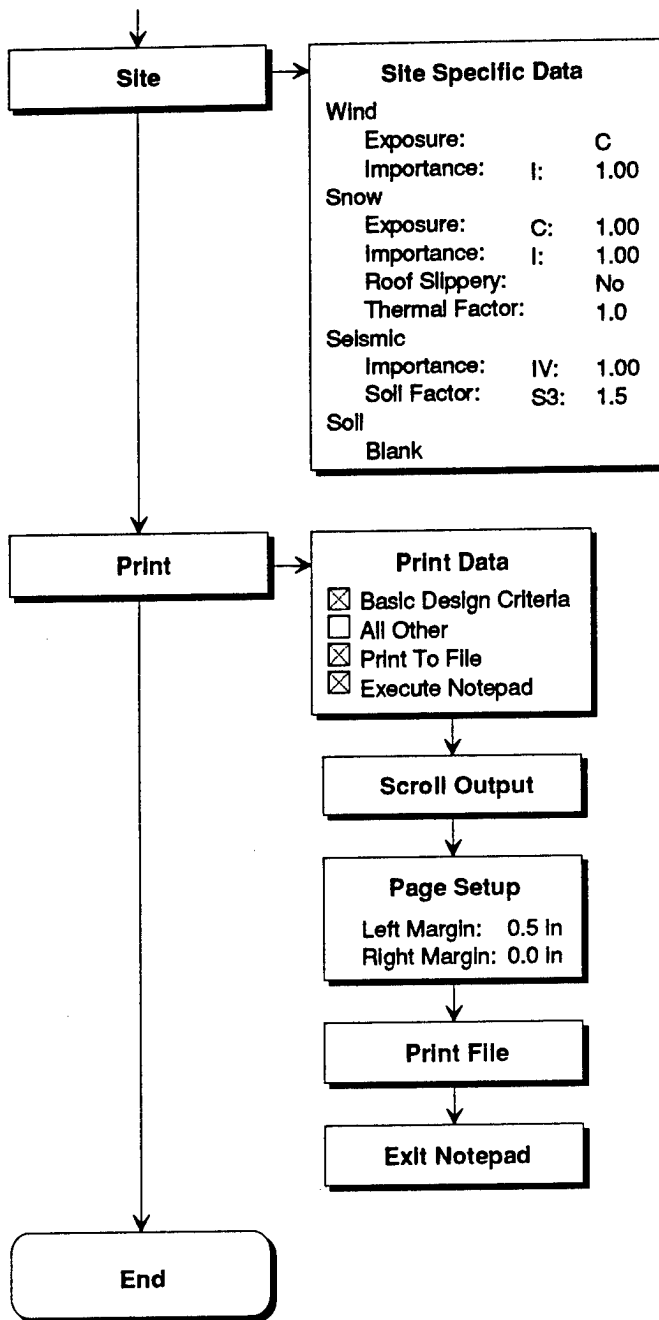 Site
Site Specific Data
Wind
Exposure: C
Importance: I: 1.00
Snow
Exposure: C: 1.00
Importance: I: 1.00
Roof Slippery: No
Thermal Factor: 1.0
Seismic
Importance: IV: 1.00
Soil Factor: S3: 1.5
Soil
Blank
Print
Print Data
☒ Basic Design Criteria
☐ All Other
☒ Print To File
☒ Execute Notepad
Scroll Output
Page Setup
Left Margin: 0.5 in
Right Margin: 0.0 in
Print File
Exit Notepad
End